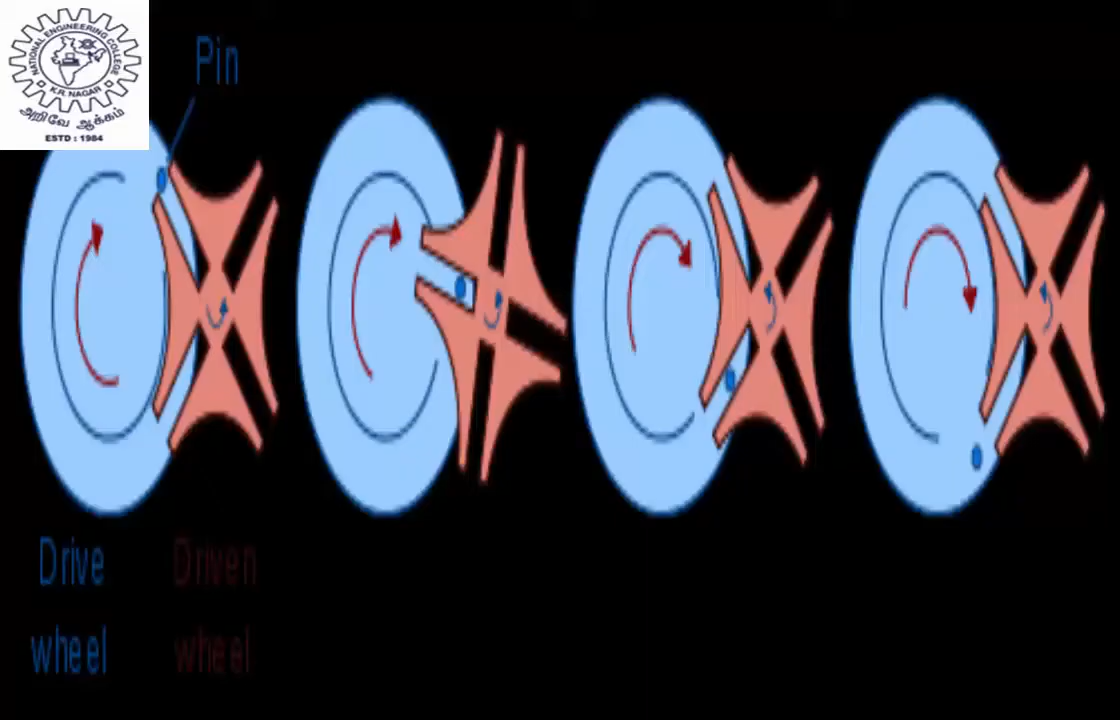 NATIONAL ENGINEERING COLLEGE
K.R. NAGAR
அறிவே ஆக்கம்
ESTD : 1984
Pin
Drive Driven
wheel wheel